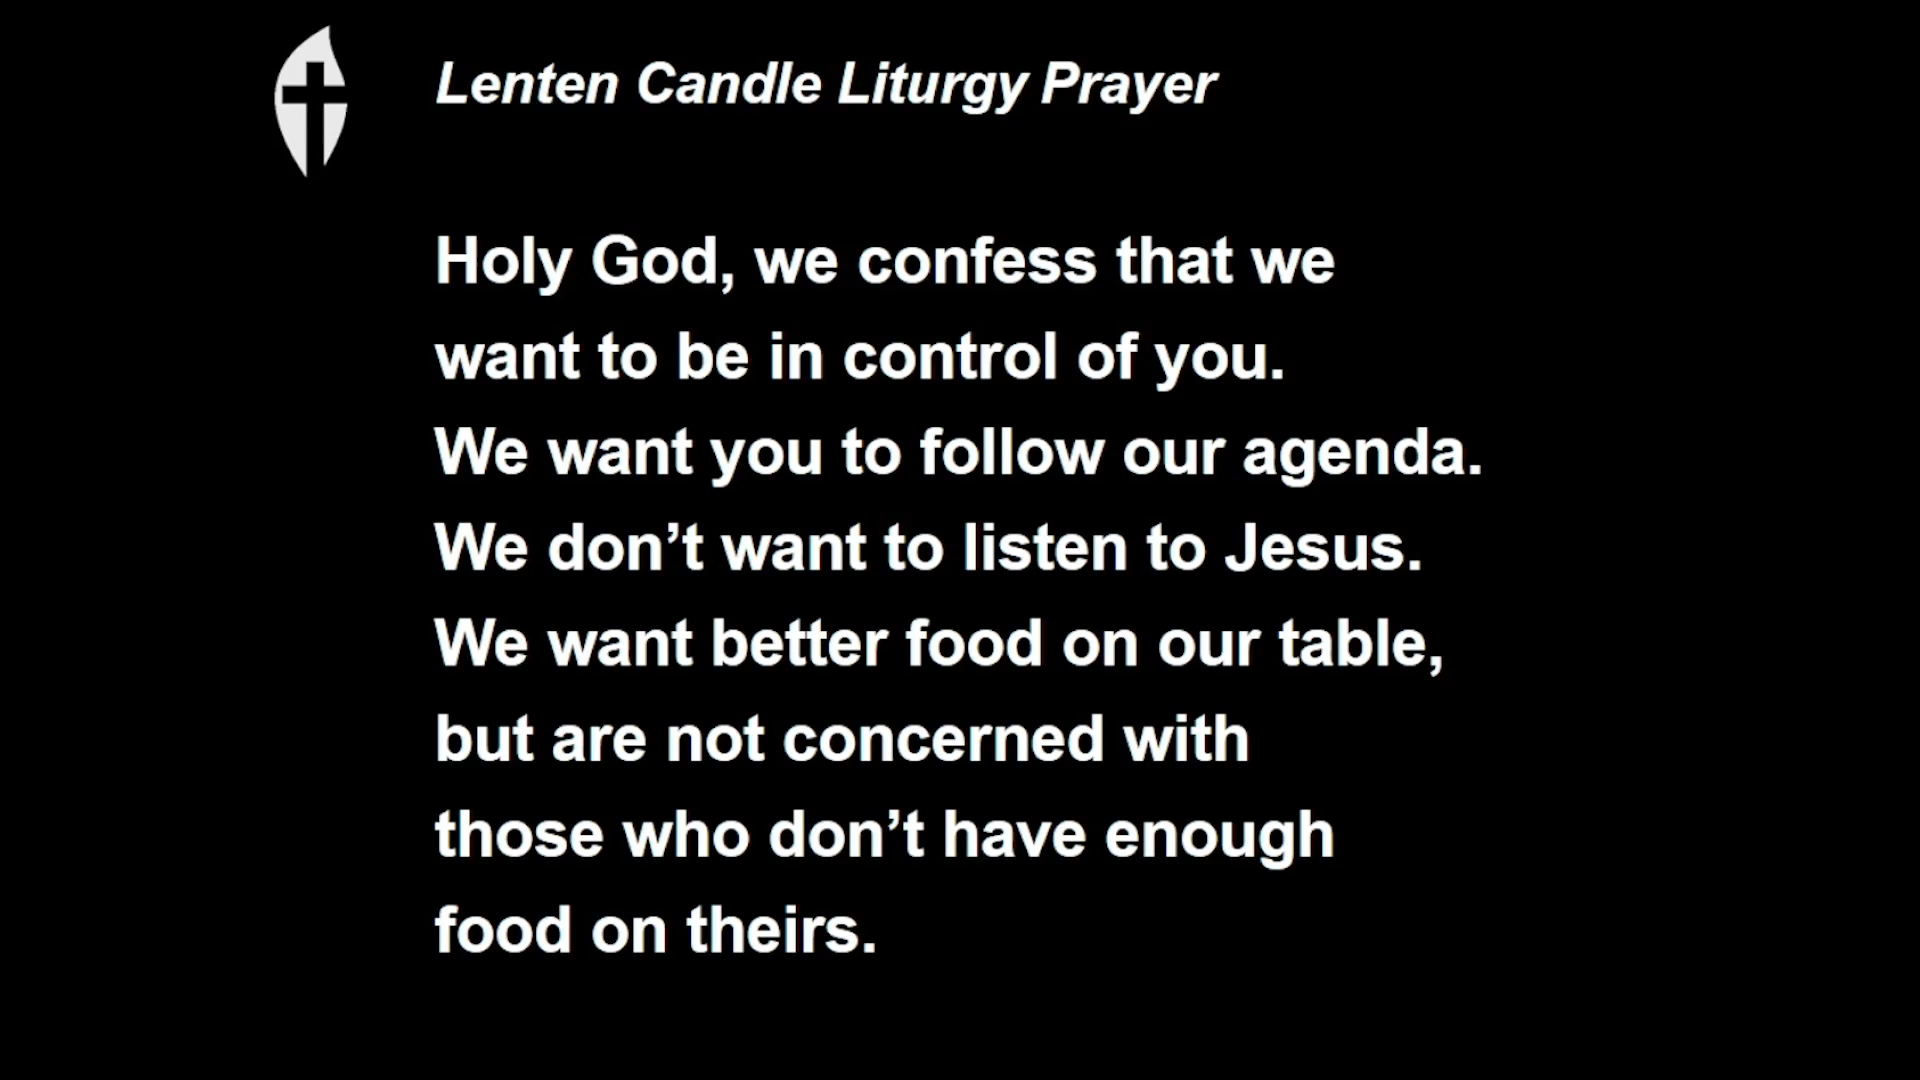 Lenten Candle Liturgy Prayer
Holy God, we confess that we
want to be in control of you.
We want you to follow our agenda.
We don’t want to listen to Jesus.
We want better food on our table,
but are not concerned with
those who don’t have enough
food on theirs.